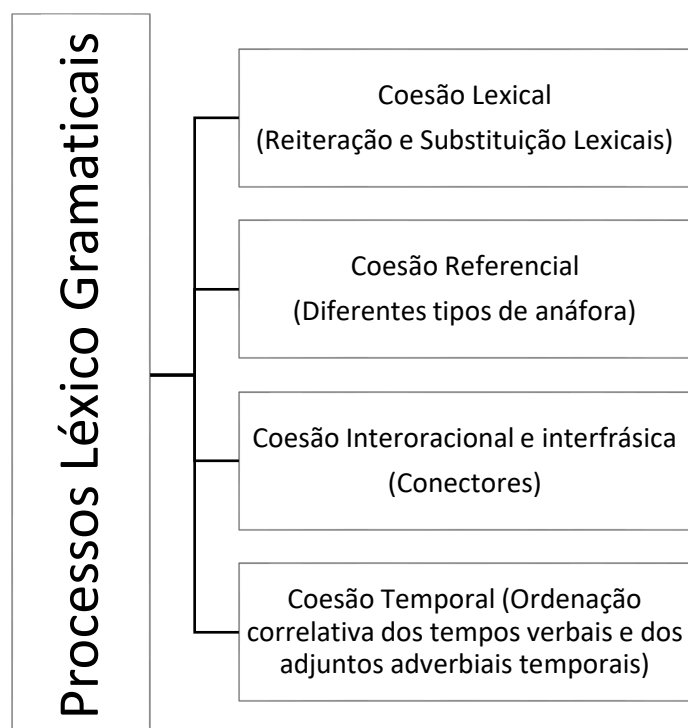 Processos Léxico Gramaticais
Coesão Lexical
(Reiteração e Substituição Lexicais)
Coesão Referencial
(Diferentes tipos de anáfora)
Coesão Interoracional e interfrásica
(Conectores)
Coesão Temporal (Ordenação
correlativa dos tempos verbais e dos
adjuntos adverbiais temporais)